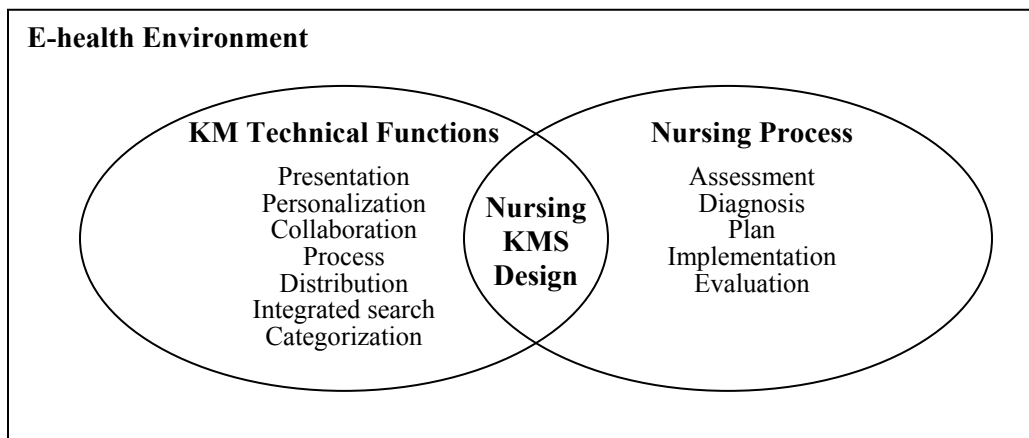 E-health Environment
KM Technical Functions
Presentation
Personalization
Collaboration
Process
Distribution
Integrated search
Categorization
Nursing
KMS
Design
Nursing Process
Assessment
Diagnosis
Plan
Implementation
Evaluation